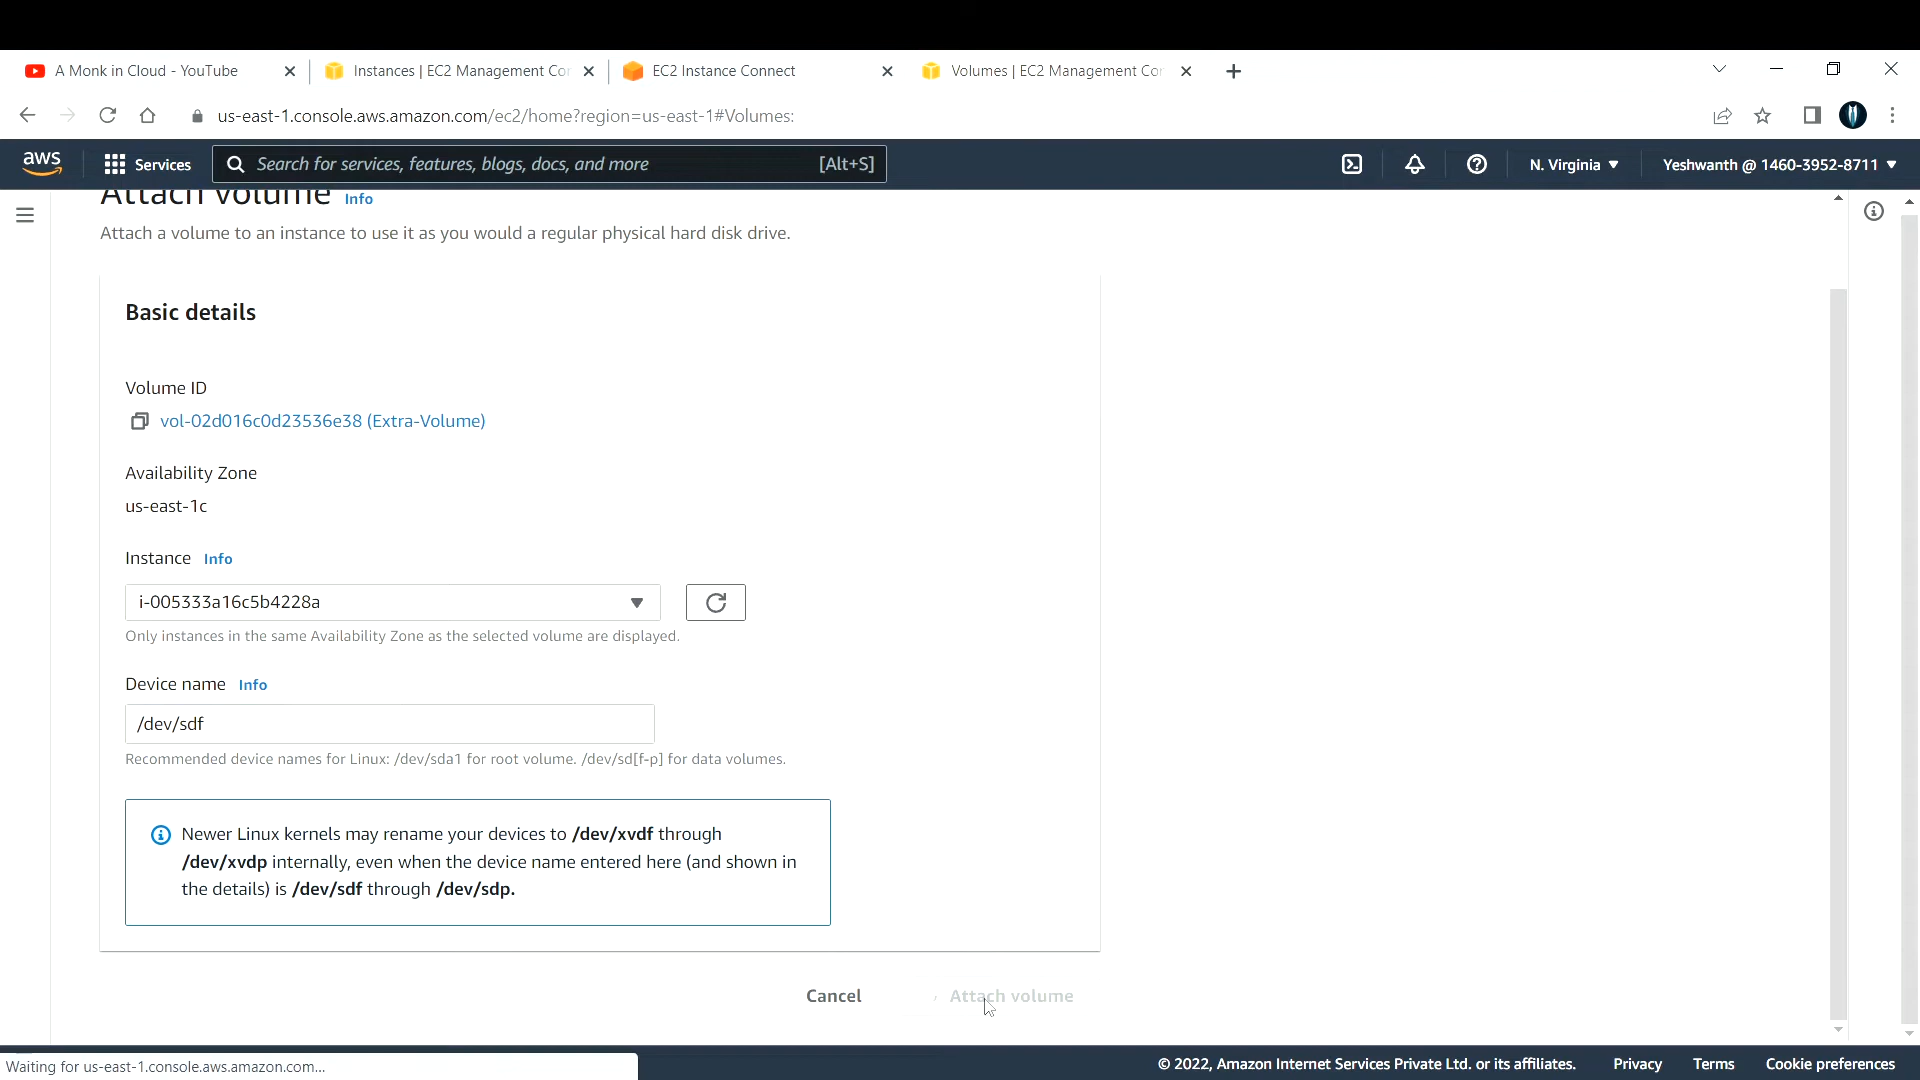 A Monk in Cloud - YouTube
Instances | EC2 Management Co
EC2 Instance Connect
Volumes | EC2 Management Co
us-east-1.console.aws.amazon.com/ec2/home?region=us-east-1#Volumes:
aws
Services
Search for services, features, blogs, docs, and more
[Alt+S]
N. Virginia
Yeshwanth @ 1460-3952-8711
Attach volume Info
Attach a volume to an instance to use it as you would a regular physical hard disk drive.
Basic details
Volume ID
vol-02d016c0d23536e38 (Extra-Volume)
Availability Zone
us-east-1c
Instance Info
i-005333a16c5b4228a
Only instances in the same Availability Zone as the selected volume are displayed.
Device name Info
/dev/sdf
Recommended device names for Linux: /dev/sda1 for root volume. /dev/sd[f-p] for data volumes.
Newer Linux kernels may rename your devices to /dev/xvdf through
/dev/xvdp internally, even when the device name entered here (and shown in
the details) is /dev/sdf through /dev/sdp.
Cancel
Attach volume
Waiting for us-east-1.console.aws.amazon.com...
© 2022, Amazon Internet Services Private Ltd. or its affiliates.
Privacy
Terms
Cookie preferences